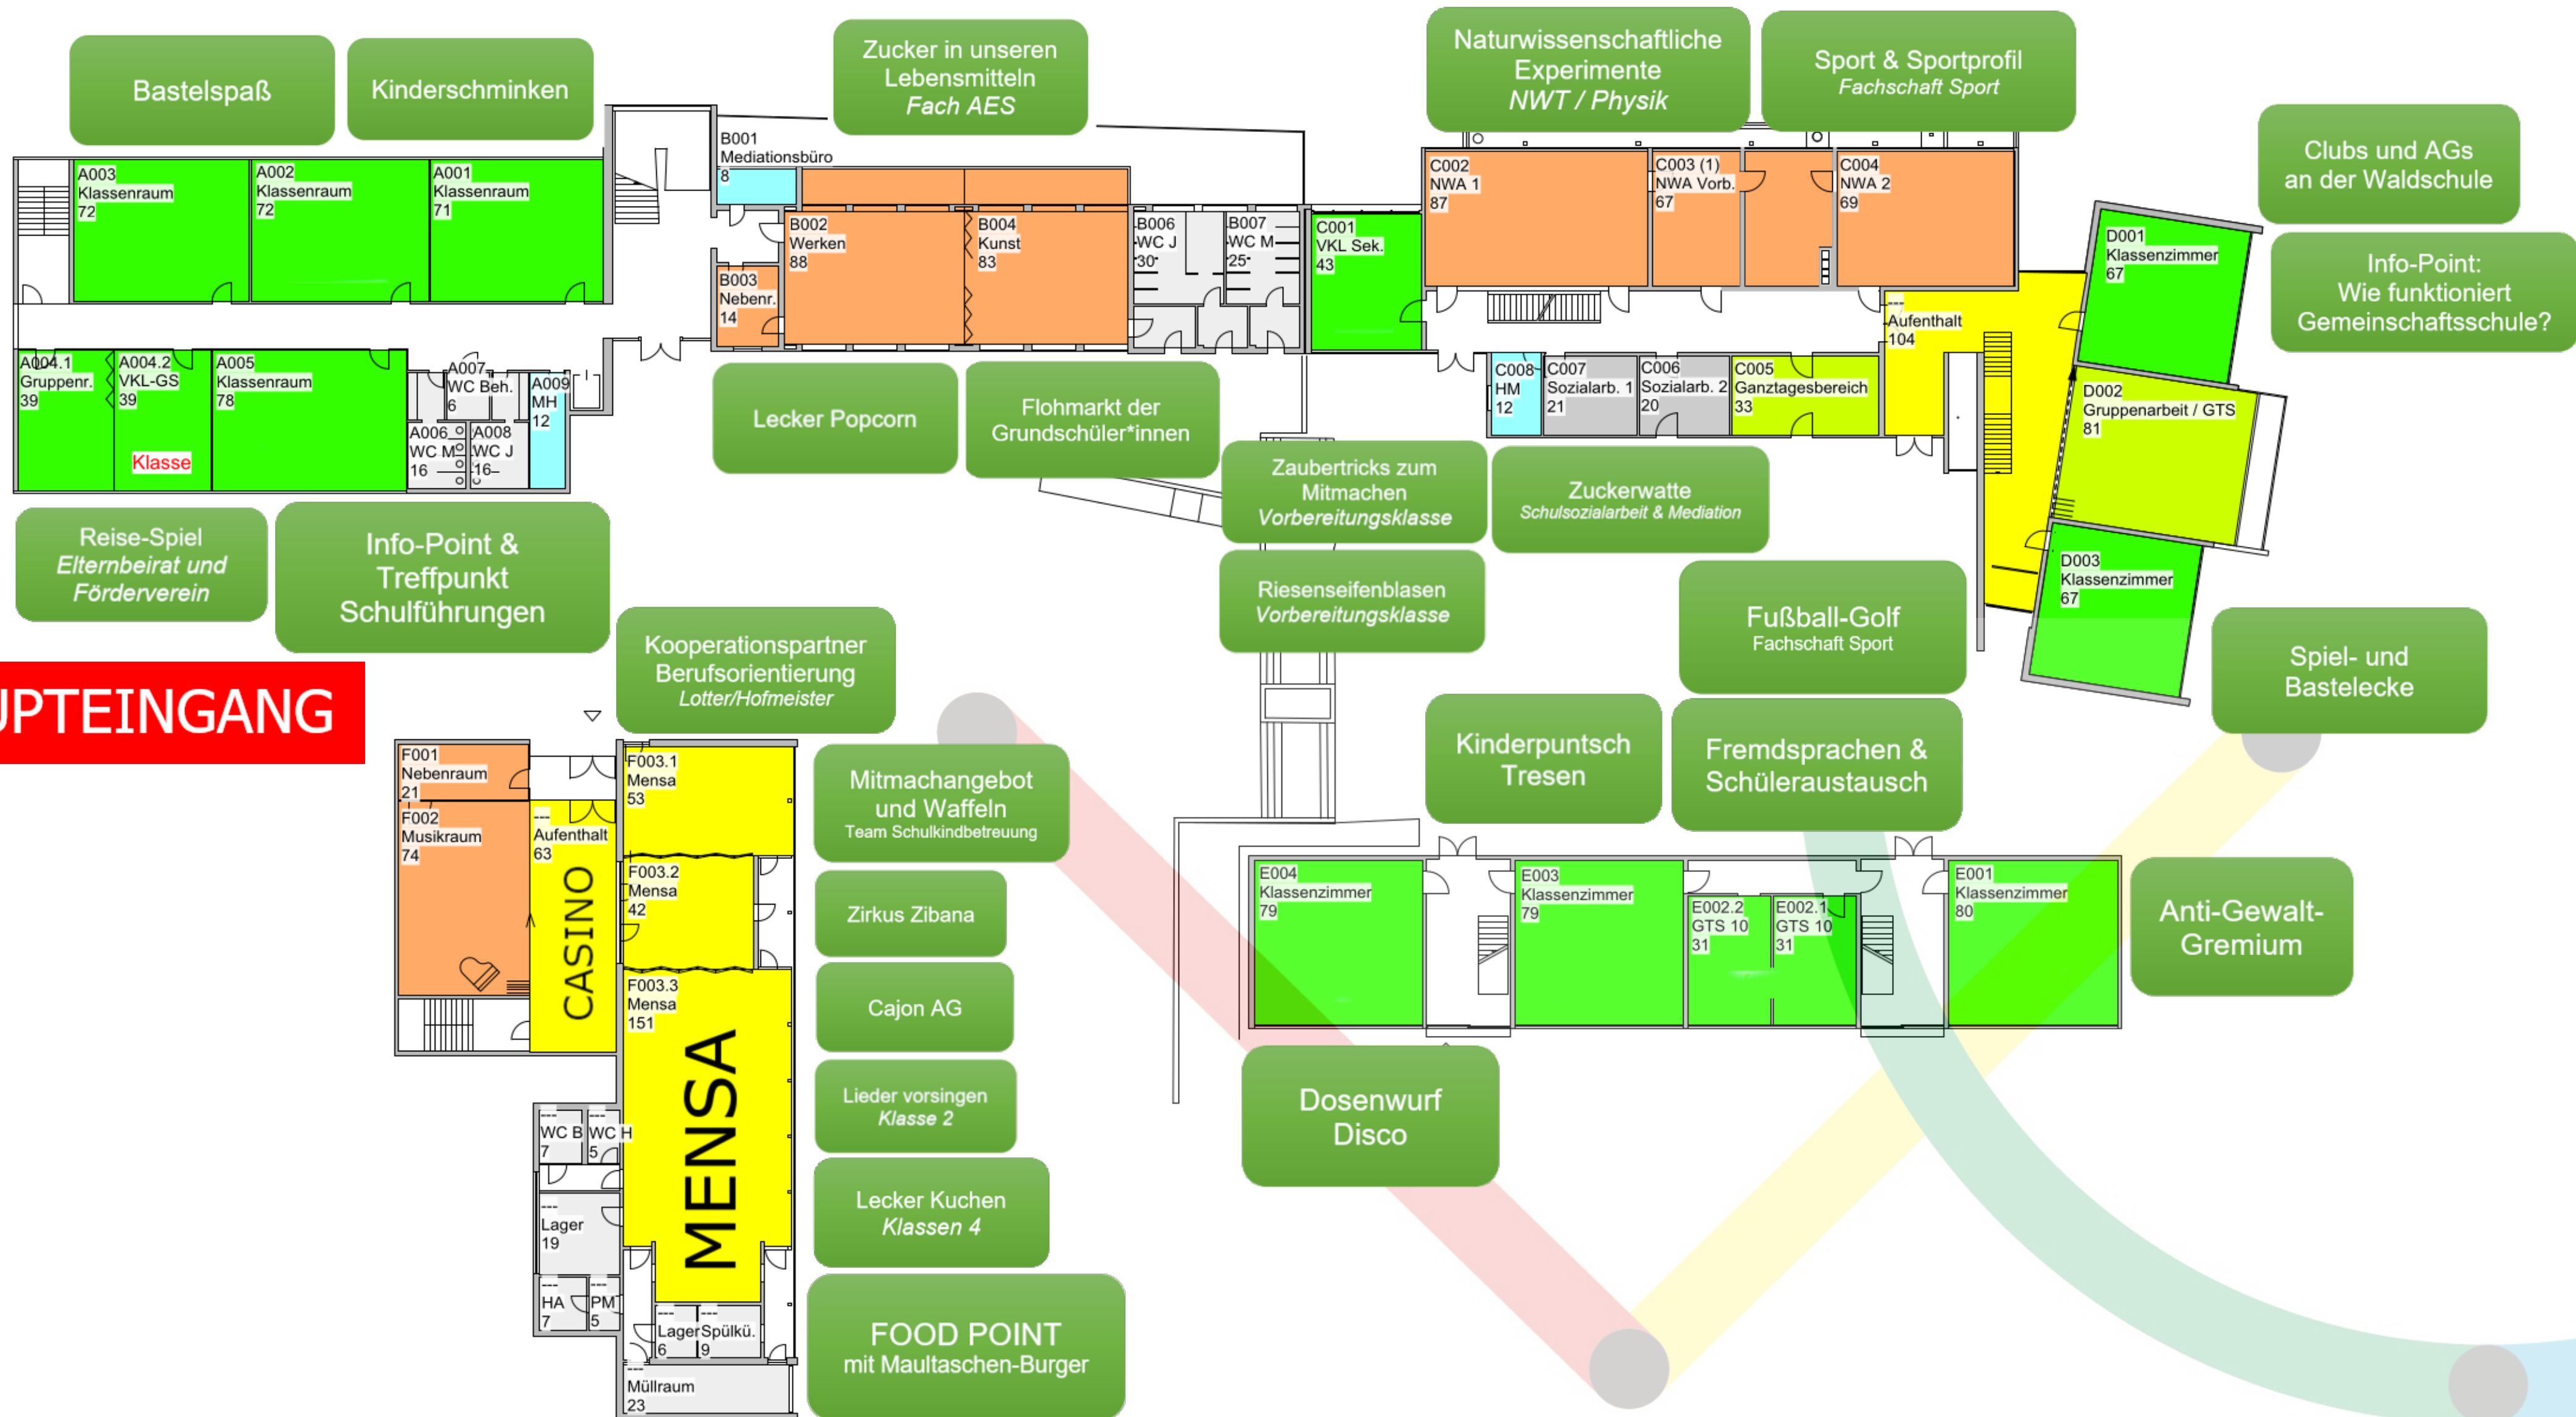 Bastelspaß
Kinderschminken
Zucker in unseren
Lebensmitteln
Fach AES
Naturwissenschaftliche
Experimente
NWT / Physik
Sport & Sportprofil
Fachschaft Sport
Clubs und AGs
an der Waldschule
Info-Point:
Wie funktioniert
Gemeinschaftsschule?
A003
Klassenraum
72
A002
Klassenraum
72
A001
Klassenraum
71
B001
Mediationsbüro
8
B002
Werken
88
B004
Kunst
83
B003
Nebenr.
14
B006
WC J
30
B007
WC M
25
C001
VKL Sek.
43
C002
NWA 1
87
C003 (1)
NWA Vorb.
67
C004
NWA 2
69
---
Aufenthalt
104
D001
Klassenzimmer
67
D002
Gruppenarbeit / GTS
81
D003
Klassenzimmer
67
A004.1
Gruppenr.
39
A004.2
VKL-GS
39
Klasse
A005
Klassenraum
78
A007
WC Beh.
6
A006
WC M
16
A008
WC J
16
A009
MH
12
C008
HM
12
C007
Sozialarb. 1
21
C006
Sozialarb. 2
20
C005
Ganztagesbereich
33
Lecker Popcorn
Flohmarkt der
Grundschüler*innen
Zaubertricks zum
Mitmachen
Vorbereitungsklasse
Zuckerwatte
Schulsozialarbeit & Mediation
Reise-Spiel
Elternbeirat und
Förderverein
Info-Point &
Treffpunkt
Schulführungen
Riesenseifenblasen
Vorbereitungsklasse
Fußball-Golf
Fachschaft Sport
Spiel- und
Bastelecke
UPTEINGANG
Kooperationspartner
Berufsorientierung
Lotter/Hofmeister
Kinderpuntsch
Tresen
Fremdsprachen &
Schüleraustausch
F001
Nebenraum
21
F002
Musikraum
74
---
Aufenthalt
63
CASINO
F003.1
Mensa
53
F003.2
Mensa
42
F003.3
Mensa
151
MENSA
Mitmachangebot
und Waffeln
Team Schulkindbetreuung
Zirkus Zibana
Cajon AG
Lieder vorsingen
Klasse 2
Lecker Kuchen
Klassen 4
FOOD POINT
mit Maultaschen-Burger
E004
Klassenzimmer
79
E003
Klassenzimmer
79
E002.2
GTS 10
31
E002.1
GTS 10
31
E001
Klassenzimmer
80
Anti-Gewalt-
Gremium
Dosenwurf
Disco
---
WC B
7
---
WC H
5
---
Lager
19
---
HA
7
---
PM
5
---
Lager
6
---
Spülkü.
9
---
Müllraum
23